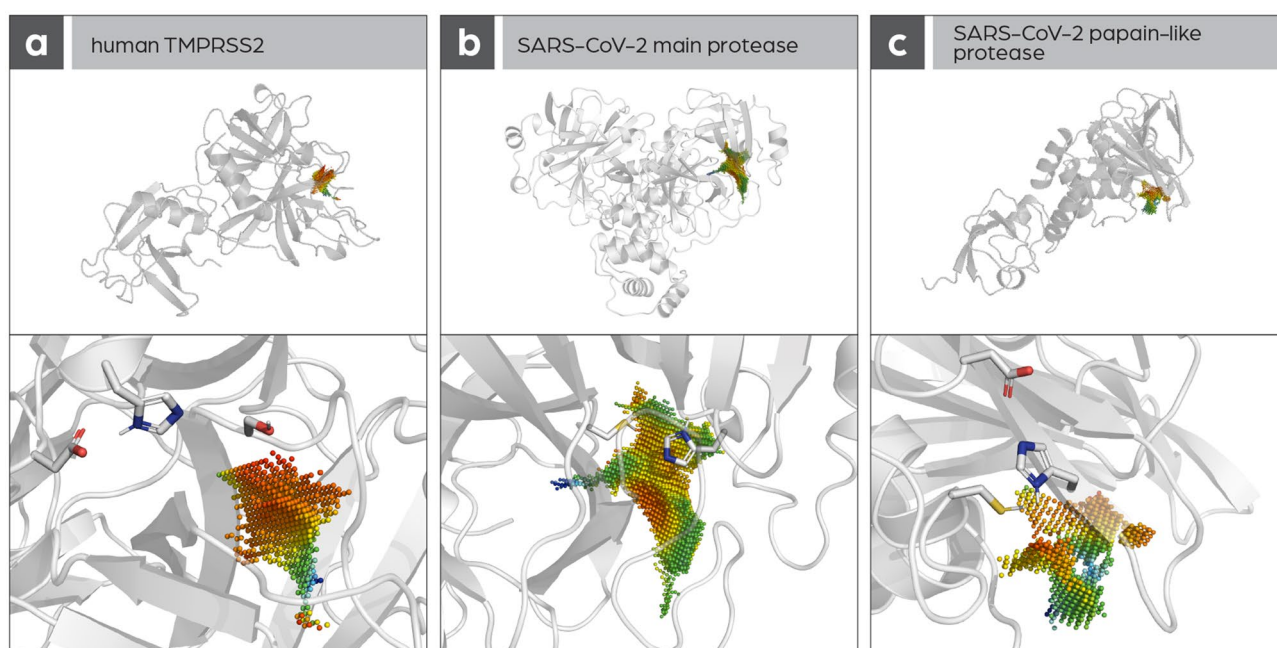 a
human TMPRSS2
b
SARS-CoV-2 main protease
c
SARS-CoV-2 papain-like
protease